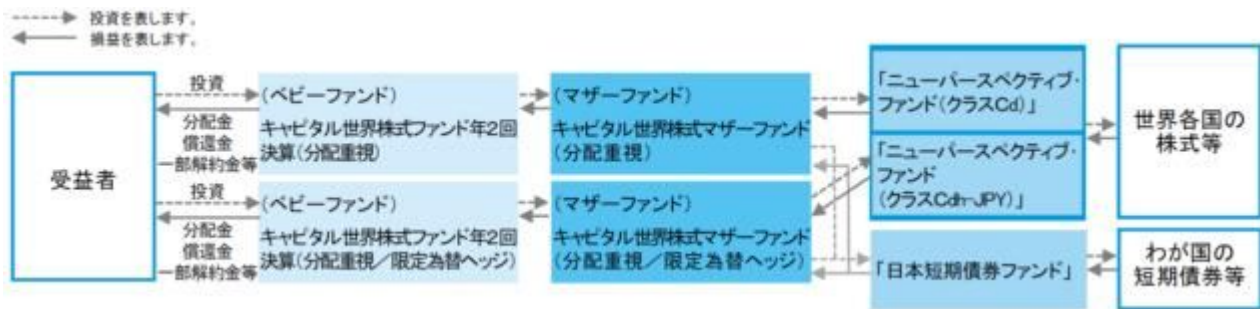 投資を表します。
損益を表します。
受益者
投資
分配金
償還金
一部解約金等
投資
分配金
償還金
一部解約金等
(ベビーファンド)
キャピタル世界株式ファンド年2回
決算(分配重視)
(ベビーファンド)
キャピタル世界株式ファンド年2回
決算(分配重視/限定為替ヘッジ)
(マザーファンド)
キャピタル世界株式マザーファンド
(分配重視)
(マザーファンド)
キャピタル世界株式マザーファンド
(分配重視/限定為替ヘッジ)
「ニューパースペクティブ・
ファンド(クラスCd)」
「ニューパースペクティブ・
ファンド
(クラスCdh-JPY)」
「日本短期債券ファンド」
世界各国の
株式等
わが国の
短期債券等